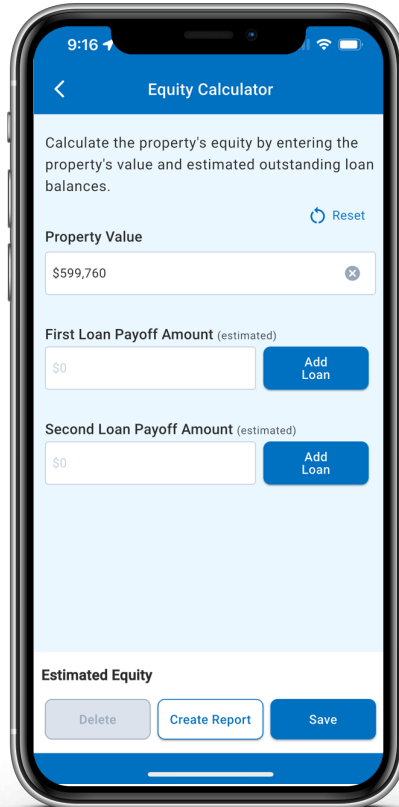 9:16
Equity Calculator
Calculate the property's equity by entering the
property's value and estimated outstanding loan
balances.
Reset
Property Value
$599,760
First Loan Payoff Amount (estimated)
$0
Add
Loan
Second Loan Payoff Amount (estimated)
$0
Add
Loan
Estimated Equity
Delete
Create Report
Save